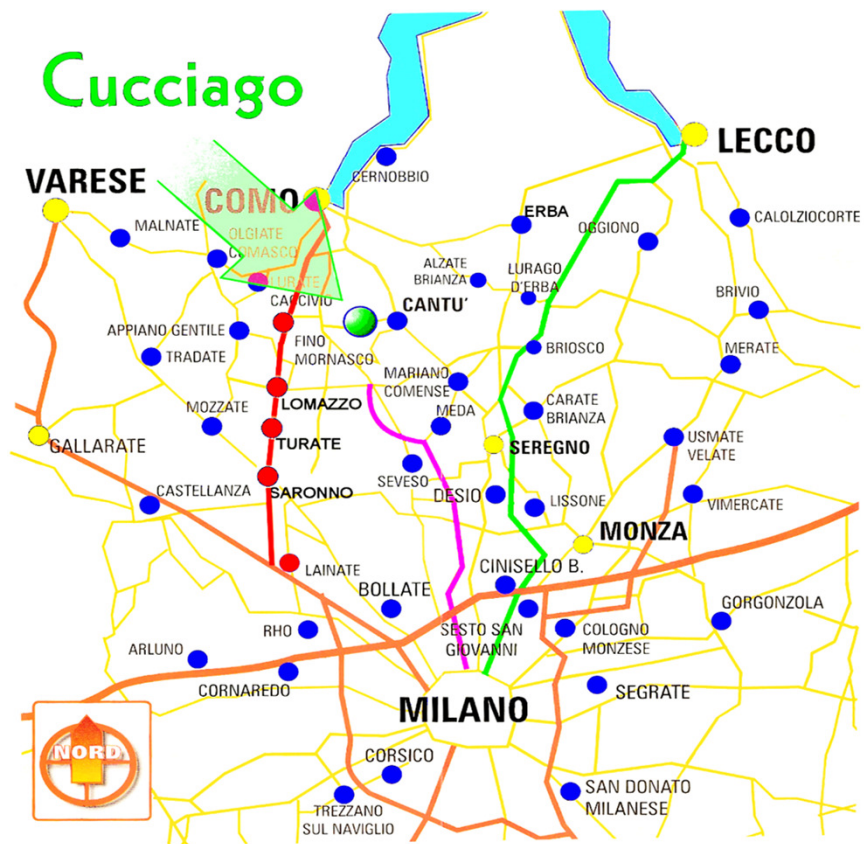 Cucciago
LECCO
VARESE
CERNOBBIO
COMO
ERBA
CALOLZIOCORTE
MALNATE
OLGIATE
COMASCO
OGGIONO
ALZATE
BRIANZA
LURAGO
D'ERBA
LURATE
CACCIVIO
BRIVIO
CANTU'
APPIANO GENTILE
FINO
MORNASCO
BRIOSCO
MERATE
TRADATE
MARIANO
COMENSE
LOMAZZO
CARATE
BRIANZA
MOZZATE
MEDA
TURATE
USMATE
VELATE
GALLARATE
SEREGNO
SEVESO
SARONNO
CASTELLANZA
DESIO
LISSONE
VIMERCATE
MONZA
LAINATE
CINISELLO B.
BOLLATE
GORGONZOLA
RHO
SESTO SAN
GIOVANNI
COLOGNO
MONZESE
ARLUNO
CORNAREDO
SEGRATE
MILANO
NORD
CORSICO
SAN DONATO
MILANESE
TREZZANO
SUL NAVIGLIO